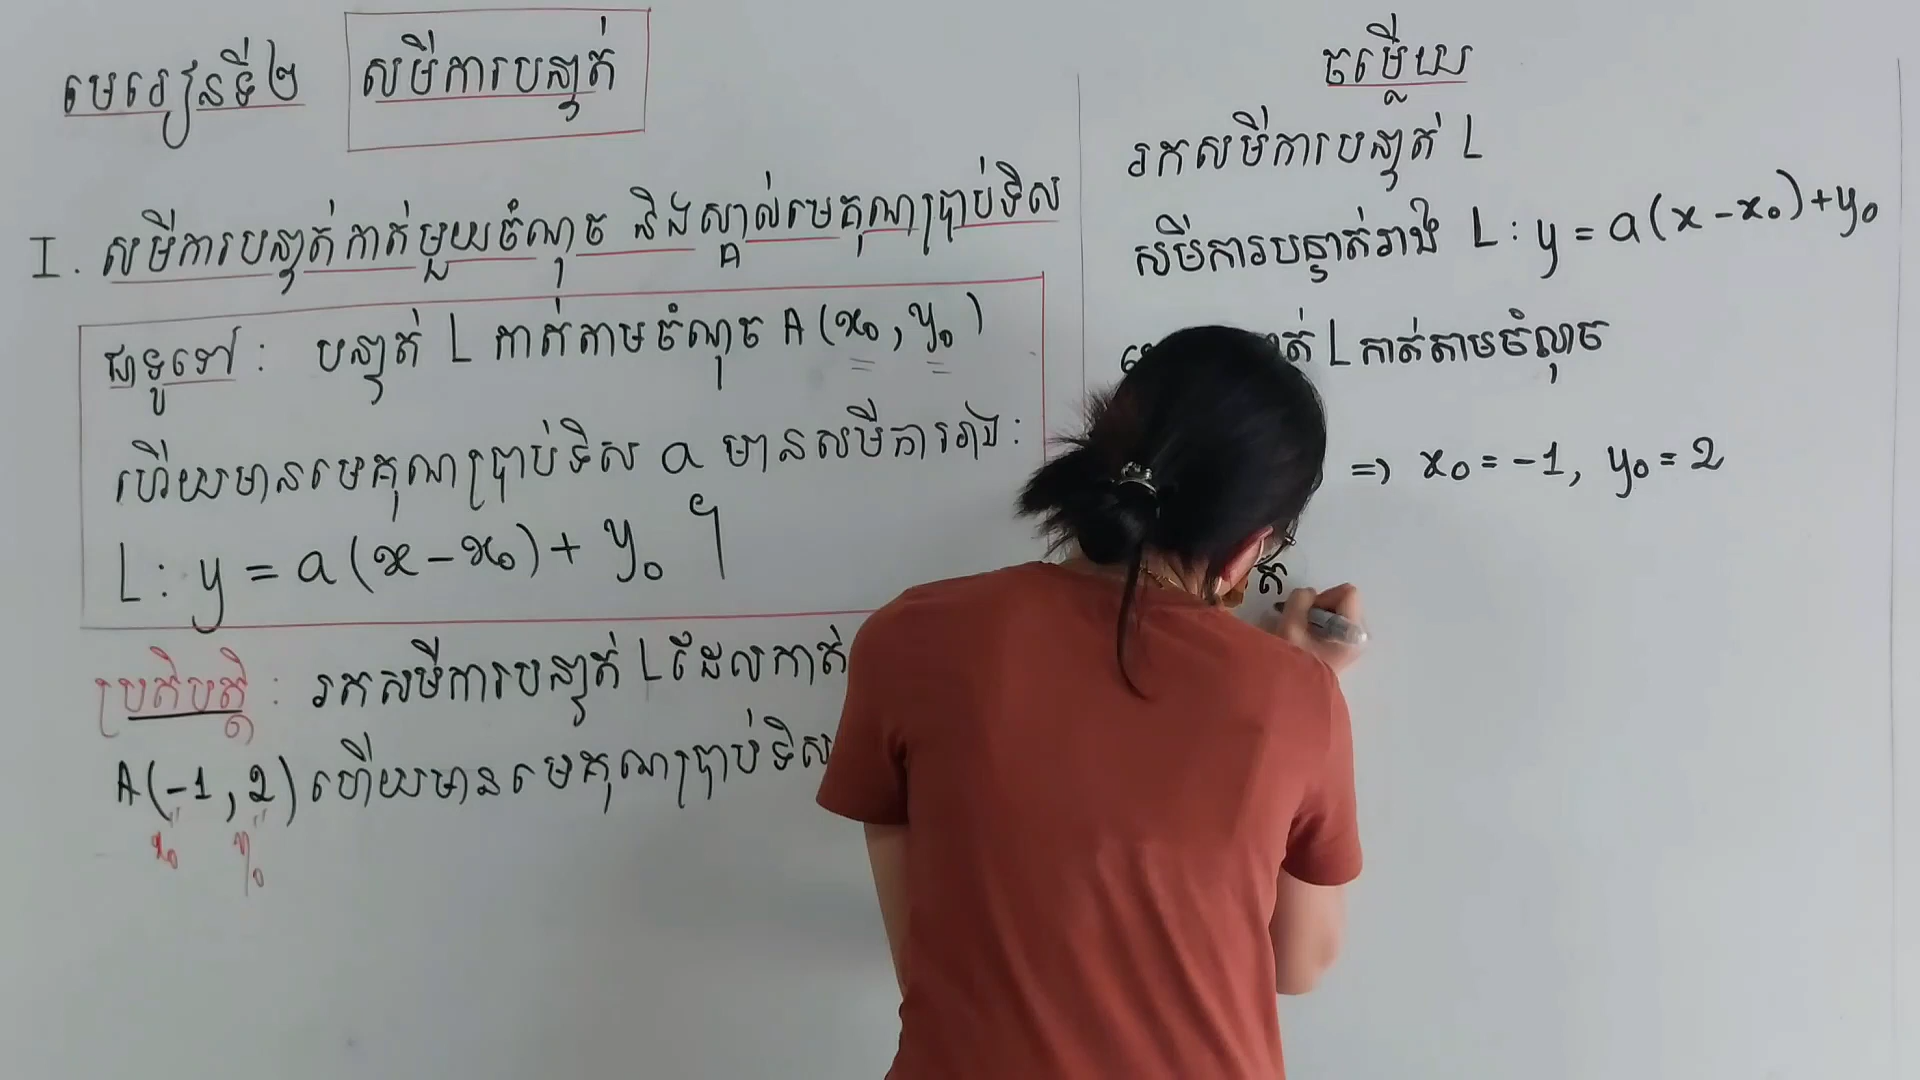 មេរៀនទី២ សមីការបន្ទាត់
I. សមីការបន្ទាត់កាត់មួយចំណុច និងស្គាល់មេគុណប្រាប់ទិស
ជាទូទៅ : បន្ទាត់ L កាត់តាមចំណុច A(x₀, y₀)
ហើយមានមេគុណប្រាប់ទិស a មានសមីការរាង :
L : y = a(x - x₀) + y₀ ។
ប្រតិបត្តិ : រកសមីការបន្ទាត់ L ដែលកាត់
A(-1, 2) ហើយមានមេគុណប្រាប់ទិស
x₀ y₀
ចម្លើយ
រកសមីការបន្ទាត់ L
សមីការបន្ទាត់រាង L : y = a(x - x₀) + y₀
L កាត់តាមចំណុច
=> x₀ = -1, y₀ = 2